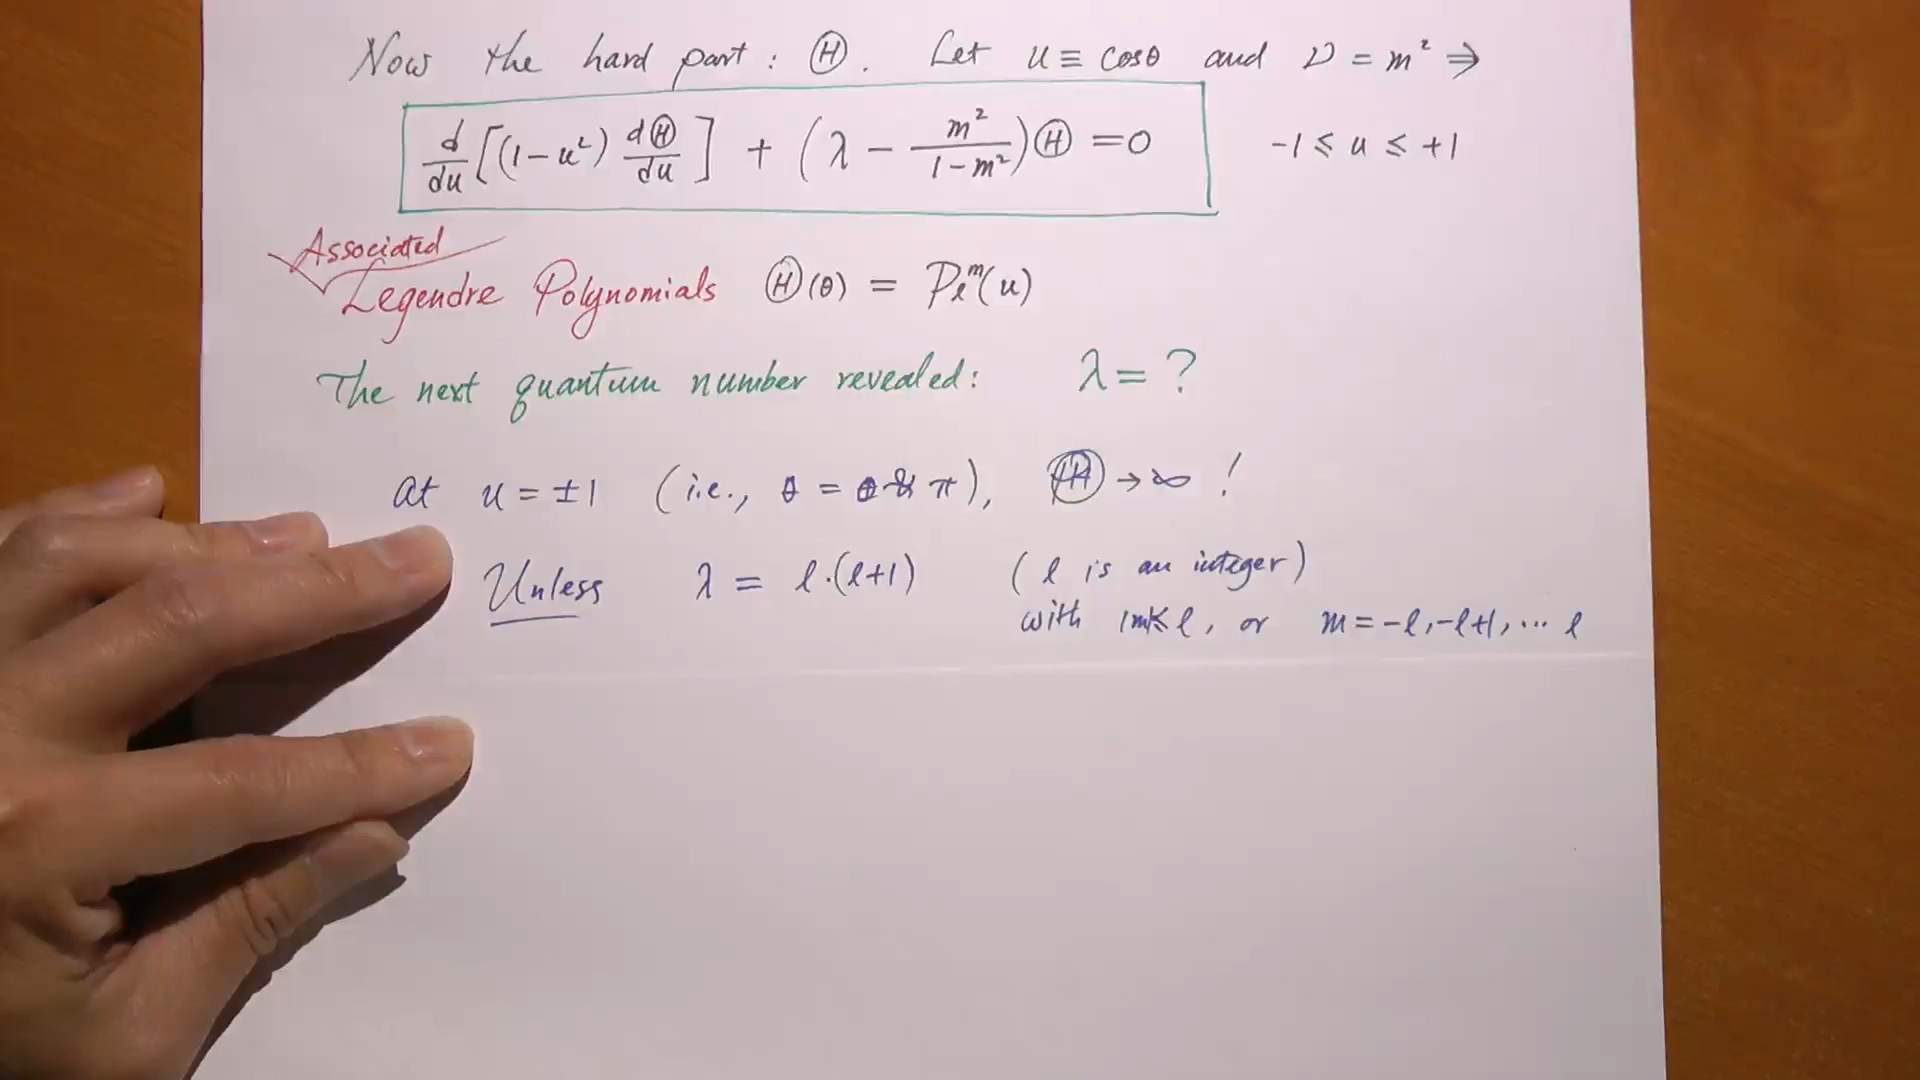 Now the hard part: Ⓗ. Let u ≡ cosθ and ν = m² ⇒
d/du [(1-u²) dⒽ/du] + (λ - m²/(1-m²)) Ⓗ = 0   -1 ≤ u ≤ +1
Associated
Legendre Polynomials Ⓗ(θ) = Pₗᵐ(u)
The next quantum number revealed: λ = ?
at u = ±1 (i.e., θ = 0 & π), Ⓗ → ∞ !
Unless λ = l·(l+1) (l is an integer)
with |m|≤ l, or m = -l, -l+1, ... l